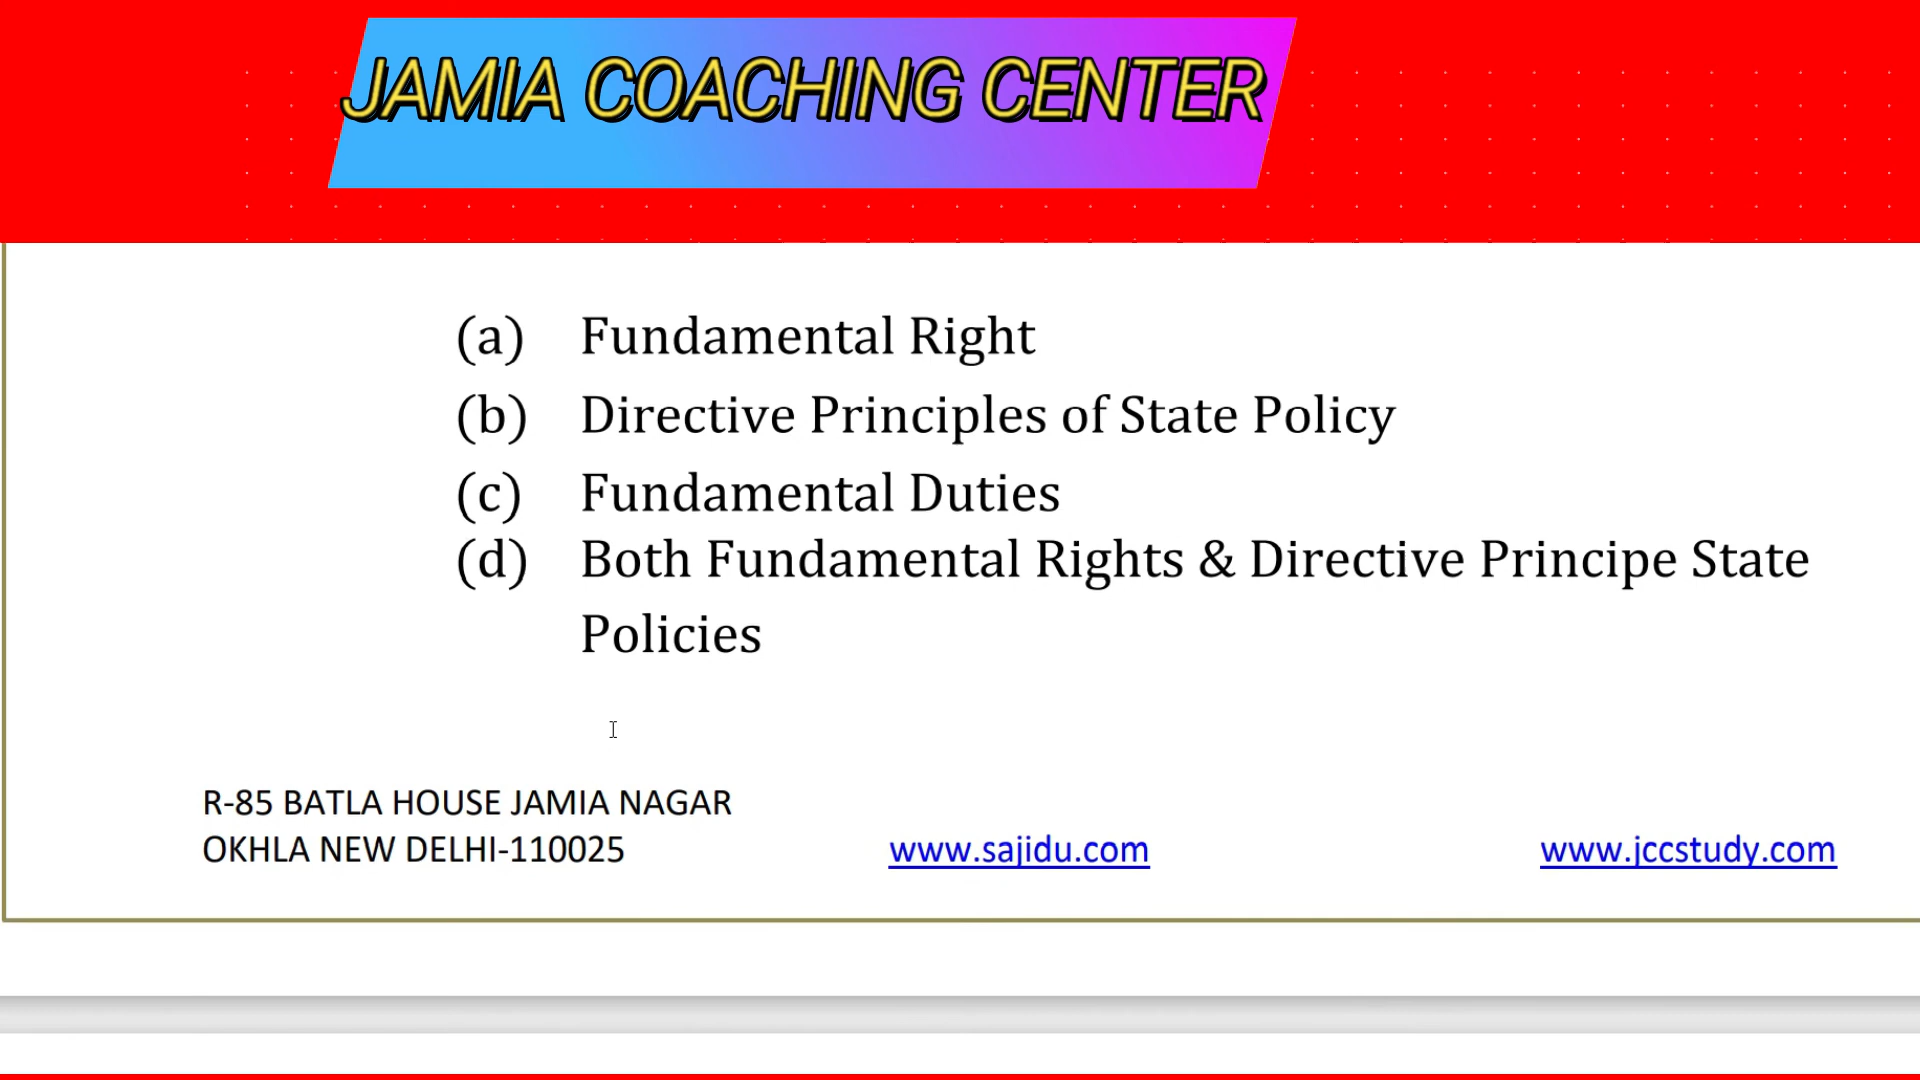 JAMIA COACHING CENTER
(a) Fundamental Right
(b) Directive Principles of State Policy
(c) Fundamental Duties
(d) Both Fundamental Rights & Directive Principe State
Policies
R-85 BATLA HOUSE JAMIA NAGAR
OKHLA NEW DELHI-110025 www.sajidu.com www.jccstudy.com